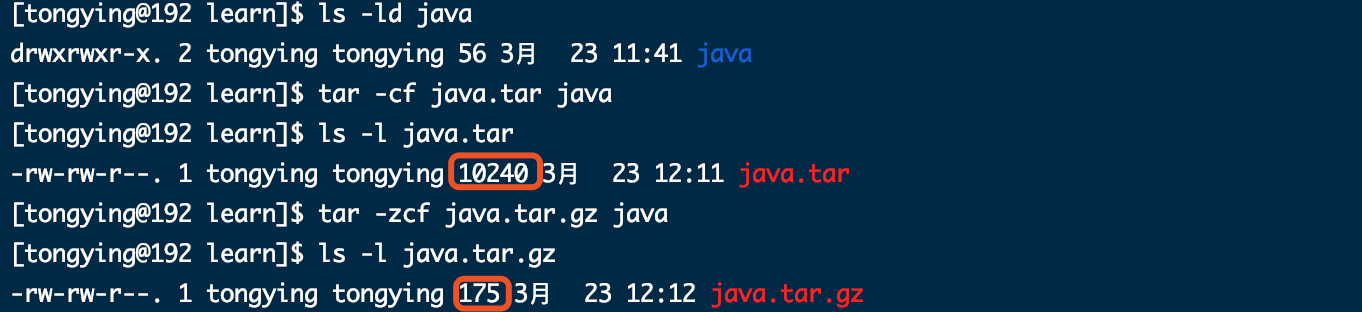 [tongying@192 learn]$ ls -ld java
drwxrwxr-x. 2 tongying tongying 56 3月  23 11:41 java
[tongying@192 learn]$ tar -cf java.tar java
[tongying@192 learn]$ ls -l java.tar
-rw-rw-r--. 1 tongying tongying 10240 3月  23 12:11 java.tar
[tongying@192 learn]$ tar -zcf java.tar.gz java
[tongying@192 learn]$ ls -l java.tar.gz
-rw-rw-r--. 1 tongying tongying 175 3月  23 12:12 java.tar.gz